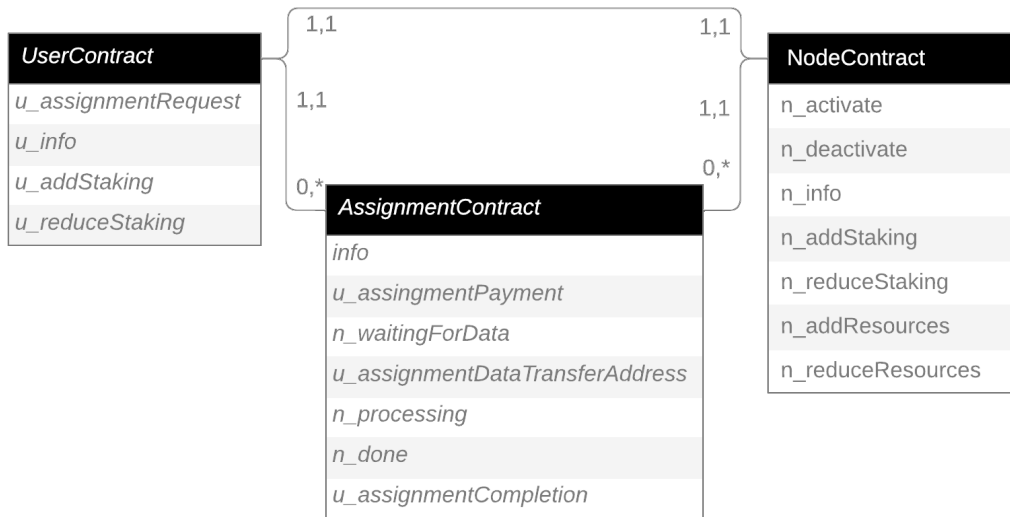 UserContract
u_assignmentRequest
u_info
u_addStaking
u_reduceStaking
1,1
1,1
1,1
1,1
0,*
0,*
AssignmentContract
info
u_assingmentPayment
n_waitingForData
u_assignmentDataTransferAddress
n_processing
n_done
u_assignmentCompletion
NodeContract
n_activate
n_deactivate
n_info
n_addStaking
n_reduceStaking
n_addResources
n_reduceResources